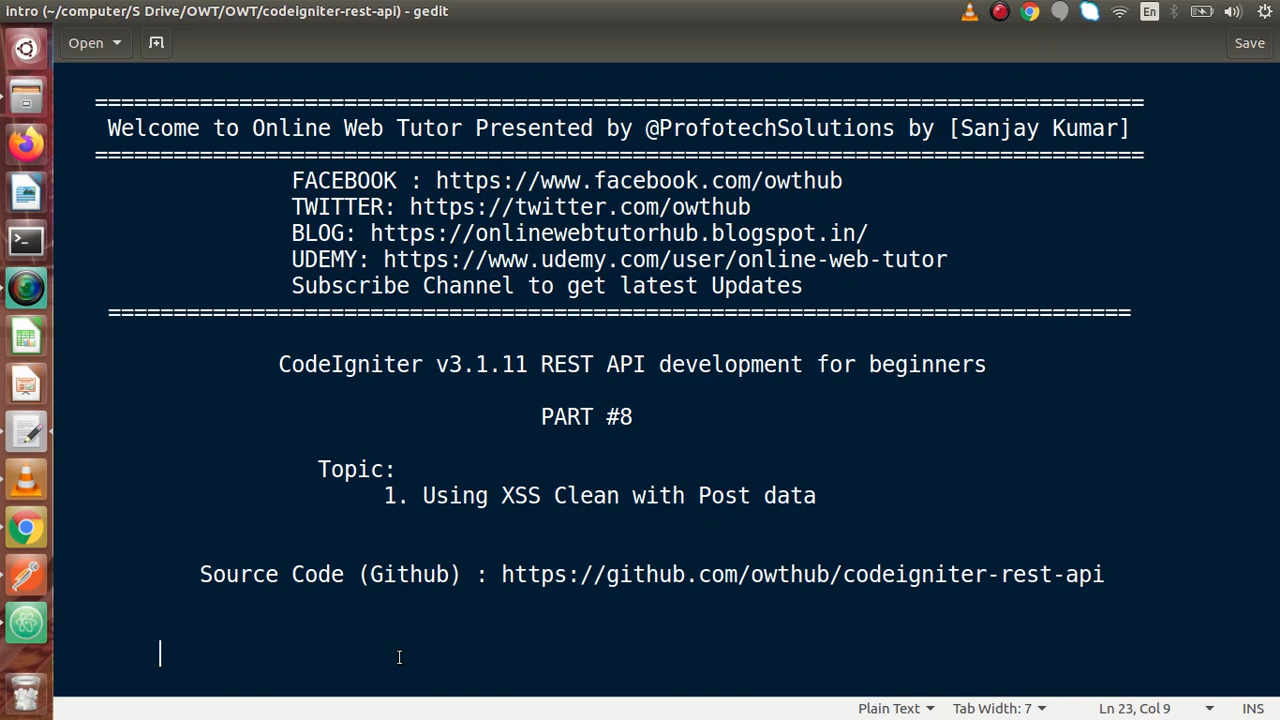 intro (~/computer/S Drive/OWT/OWT/codeigniter-rest-api) - gedit
En
Open
Save
================================================================================
Welcome to Online Web Tutor Presented by @ProfotechSolutions by [Sanjay Kumar]
================================================================================
FACEBOOK : https://www.facebook.com/owthub
TWITTER: https://twitter.com/owthub
BLOG: https://onlinewebtutorhub.blogspot.in/
UDEMY: https://www.udemy.com/user/online-web-tutor
Subscribe Channel to get latest Updates
==============================================================================
CodeIgniter v3.1.11 REST API development for beginners
PART #8
Topic:
1. Using XSS Clean with Post data
Source Code (Github) : https://github.com/owthub/codeigniter-rest-api
Plain Text Tab Width: 7 Ln 23, Col 9 INS